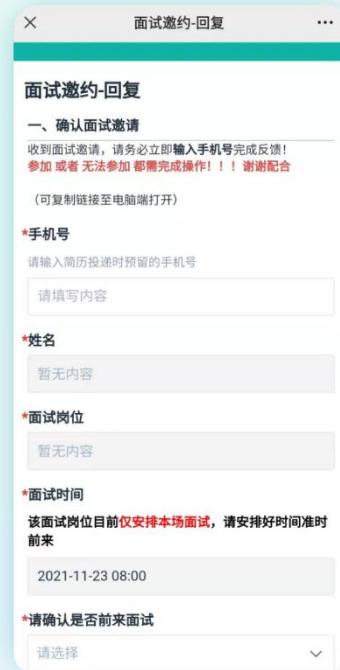 面试邀约-回复
面试邀约-回复
一、确认面试邀请
收到面试邀请，请务必立即输入手机号完成反馈！
参加 或者 无法参加 都需完成操作！！！谢谢配合
（可复制链接至电脑端打开）
*手机号
请输入简历投递时预留的手机号
请填写内容
*姓名
暂无内容
*面试岗位
暂无内容
*面试时间
该面试岗位目前仅安排本场面试，请安排好时间准时
前来
2021-11-23 08:00
*请确认是否前来面试
请选择